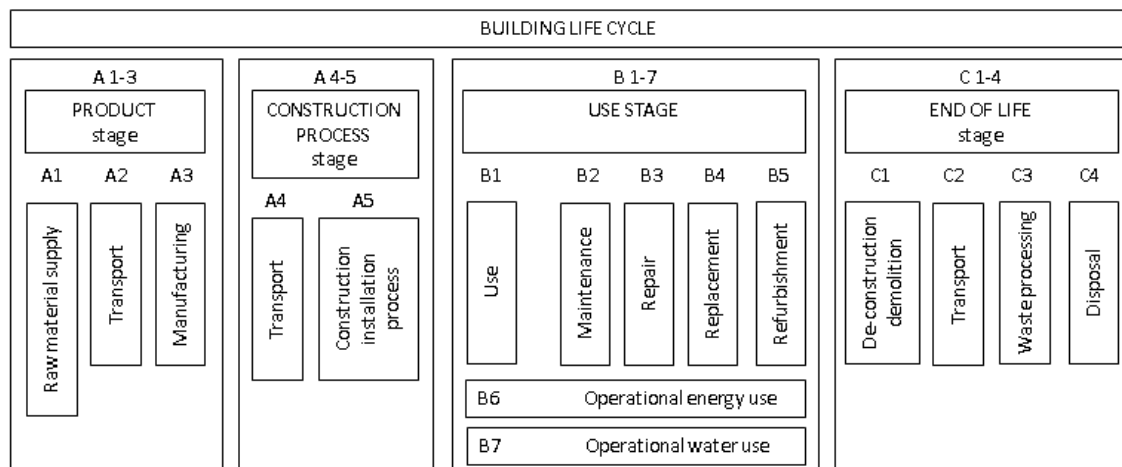 BUILDING LIFE CYCLE
A 1-3
PRODUCT
stage
A1
A2
A3
Raw material supply
Transport
Manufacturing
A 4-5
CONSTRUCTION
PROCESS
stage
A4
A5
Transport
Construction
installation
process
B 1-7
USE STAGE
B1
B2
B3
B4
B5
Use
Maintenance
Repair
Replacement
Refurbishment
B6 Operational energy use
B7 Operational water use
C 1-4
END OF LIFE
stage
C1
C2
C3
C4
De-construction
demolition
Transport
Waste processing
Disposal